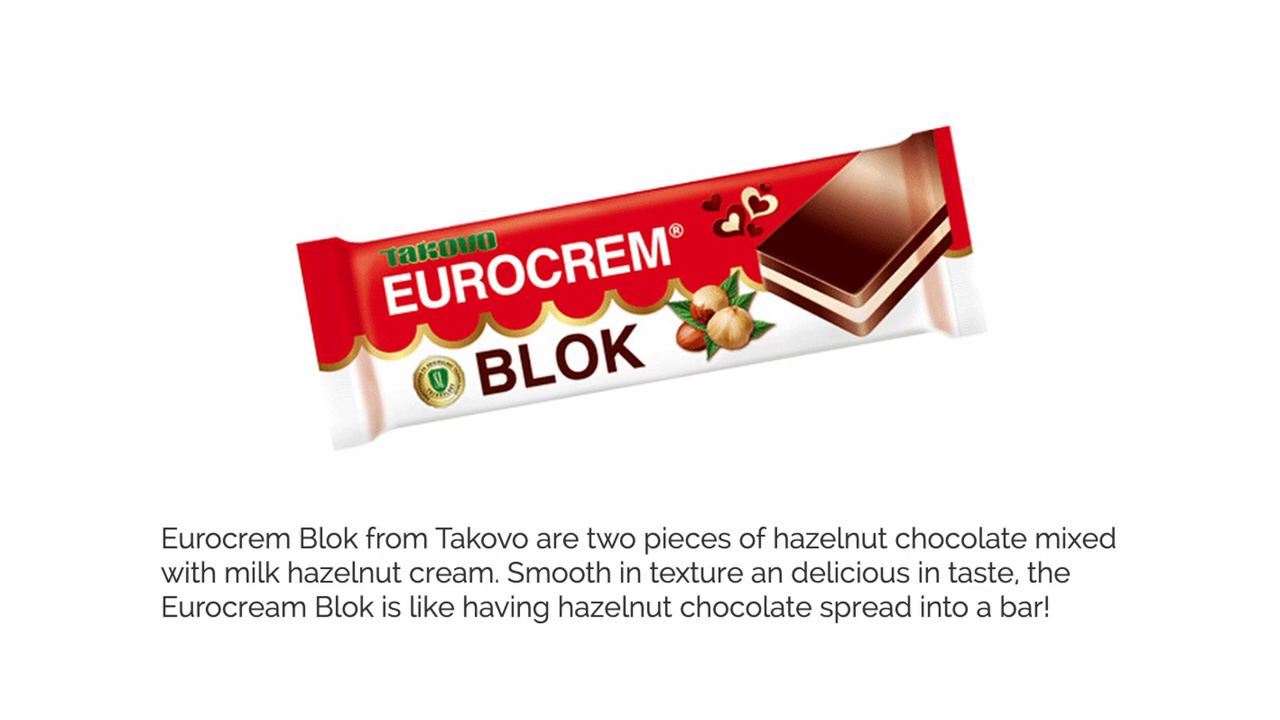 Takovo
EUROCREM®
BLOK
Eurocrem Blok from Takovo are two pieces of hazelnut chocolate mixed
with milk hazelnut cream. Smooth in texture an delicious in taste, the
Eurocream Blok is like having hazelnut chocolate spread into a bar!